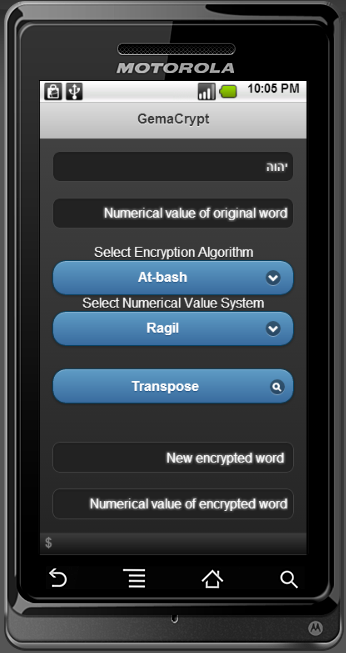 MOTOROLA
10:05 PM
GemaCrypt
יהוה
Numerical value of original word
Select Encryption Algorithm
At-bash
Select Numerical Value System
Ragil
Transpose
New encrypted word
Numerical value of encrypted word
$